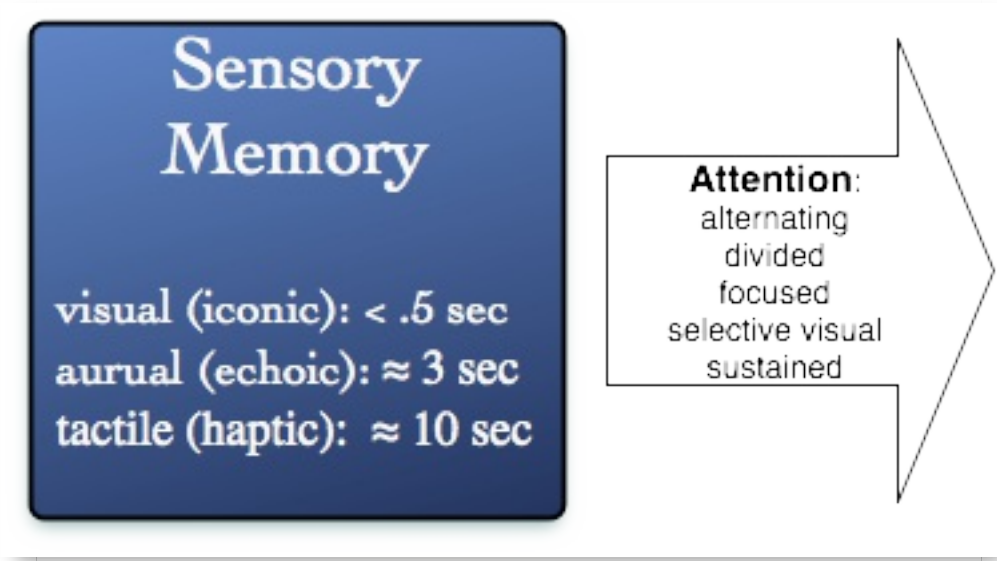 Sensory
Memory
visual (iconic): < .5 sec
aurual (echoic): ≈ 3 sec
tactile (haptic): ≈ 10 sec
Attention:
alternating
divided
focused
selective visual
sustained